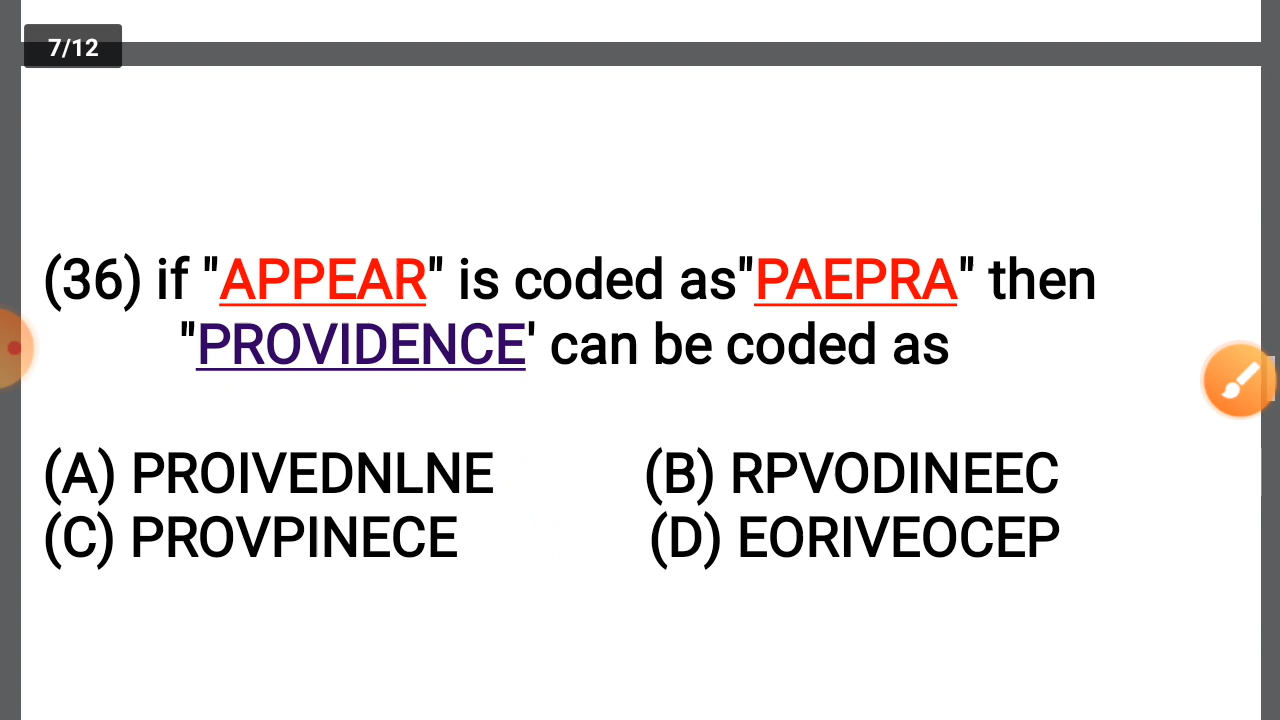 7/12
(36) if "APPEAR" is coded as"PAEPRA" then
"PROVIDENCE' can be coded as
(A) PROIVEDNLNE (B) RPVODINEEC
(C) PROVPINECE (D) EORIVEOCEP